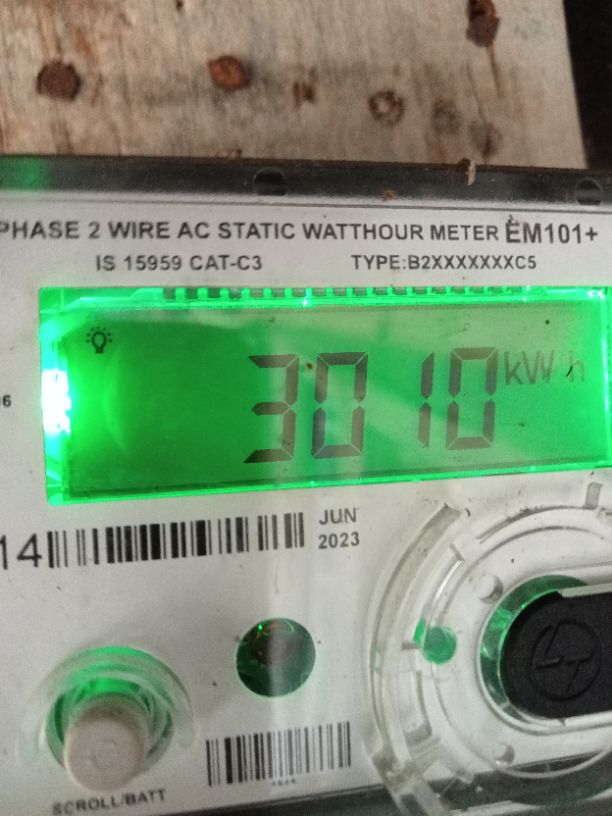 PHASE 2 WIRE AC STATIC WATTHOUR METER EM101+
IS 15959 CAT-C3 TYPE:B2XXXXXXXC5
3010 kWh
14
JUN
2023
SCROLL/BATT